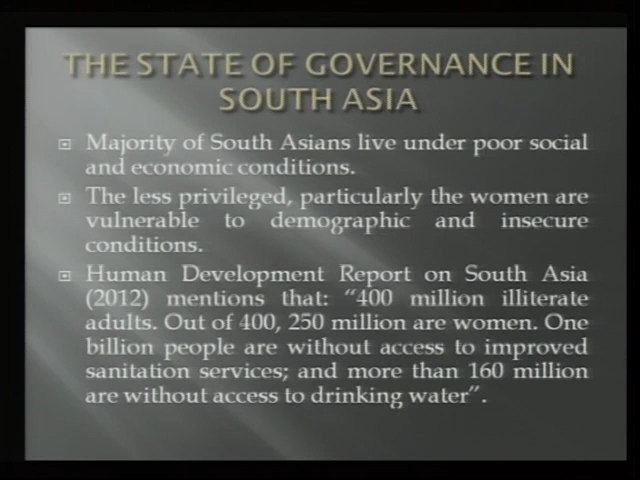 THE STATE OF GOVERNANCE IN
SOUTH ASIA
Majority of South Asians live under poor social
and economic conditions.
The less privileged, particularly the women are
vulnerable to demographic and insecure
conditions.
Human Development Report on South Asia
(2012) mentions that: “400 million illiterate
adults. Out of 400, 250 million are women. One
billion people are without access to improved
sanitation services; and more than 160 million
are without access to drinking water”.